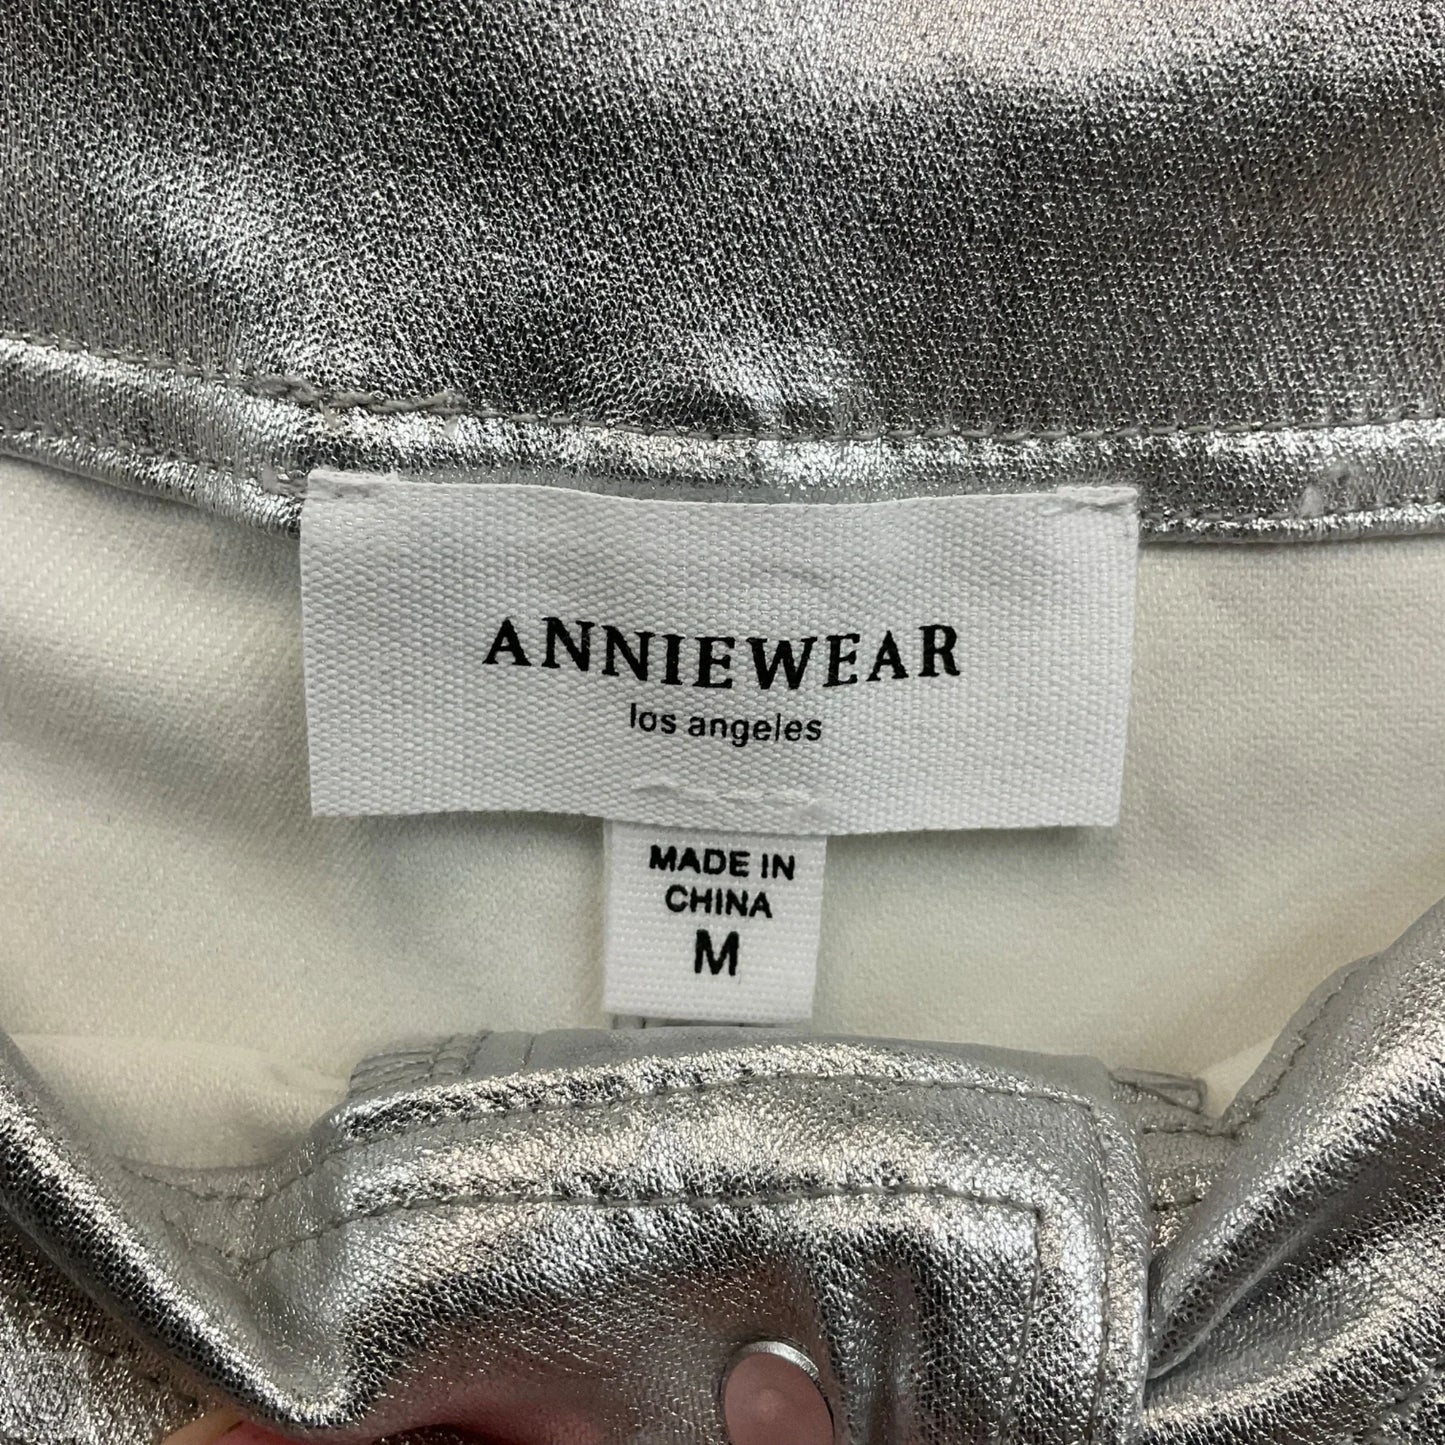 ANNIEWEAR
los angeles
MADE IN
CHINA
M